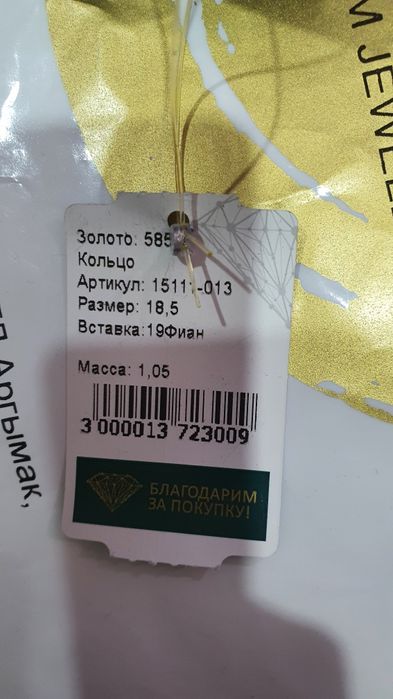 M JEWEL
Золото: 585
Кольцо
Размер: 18,5
Вставка:19Фиан
Масса: 1,05
3 000013 723009
БЛАГОДАРИМ
ЗА ПОКУПКУ!
Аргымак,